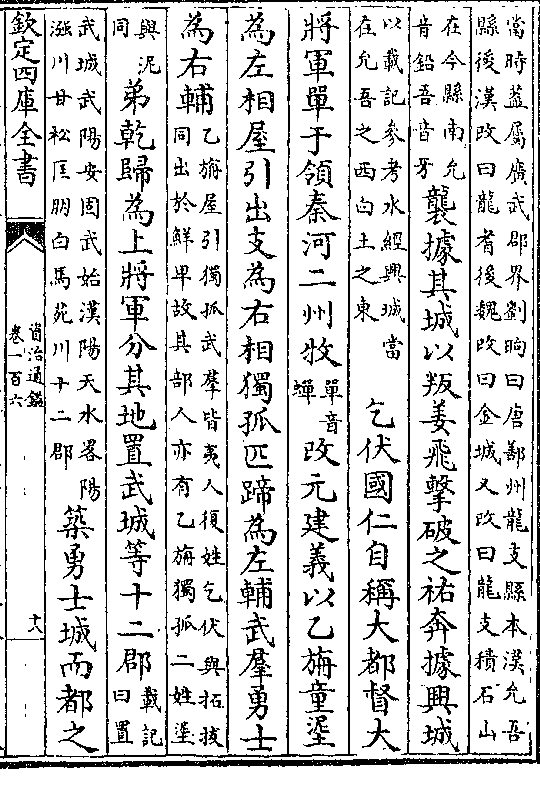 當時蓋屬廣武郡界劉昫曰唐鄯州龍支縣本漢允吾
縣後漢改曰龍耆後魏改曰金城又改曰龍支積石山
在今縣南允
音鉛吾音牙
襲據其城以叛姜飛擊破之祐奔據興城
以載記參考水經興城當
在允吾之西白土之東
乞伏國仁自稱大都督大
將軍單于領秦河二州牧
單音
蟬
改元建義以乙旃童埿
為左相屋引出支為右相獨孤匹蹄為左輔武羣勇士
為右輔
乙旃屋引獨孤武羣皆夷人復姓乞伏與拓拔
同出於鮮卑故其部人亦有乙旃獨孤二姓埿
與泥
同
弟乾歸為上將軍分其地置武城等十二郡
載記
曰置
武城武陽安固武始漢陽天水畧陽
漒川甘松匡朋白馬苑川十二郡
築勇士城而都之
欽定四庫全書
資治通鑑
卷一百六
十八